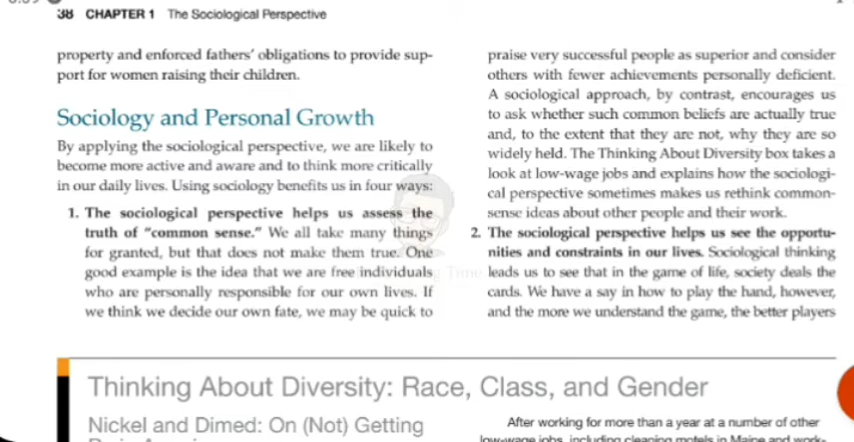 38 CHAPTER 1 The Sociological Perspective
property and enforced fathers' obligations to provide sup-
port for women raising their children.
Sociology and Personal Growth
By applying the sociological perspective, we are likely to
become more active and aware and to think more critically
in our daily lives. Using sociology benefits us in four ways:
1. The sociological perspective helps us assess the
truth of “common sense.” We all take many things
for granted, but that does not make them true. One
good example is the idea that we are free individuals
who are personally responsible for our own lives. If
we think we decide our own fate, we may be quick to
praise very successful people as superior and consider
others with fewer achievements personally deficient.
A sociological approach, by contrast, encourages us
to ask whether such common beliefs are actually true
and, to the extent that they are not, why they are so
widely held. The Thinking About Diversity box takes a
look at low-wage jobs and explains how the sociologi-
cal perspective sometimes makes us rethink common-
sense ideas about other people and their work.
2. The sociological perspective helps us see the opportu-
nities and constraints in our lives. Sociological thinking
leads us to see that in the game of life, society deals the
cards. We have a say in how to play the hand, however,
and the more we understand the game, the better players
Thinking About Diversity: Race, Class, and Gender
Nickel and Dimed: On (Not) Getting
After working for more than a year at a number of other
low-wage jobs, including cleaning motels in Maine and work-